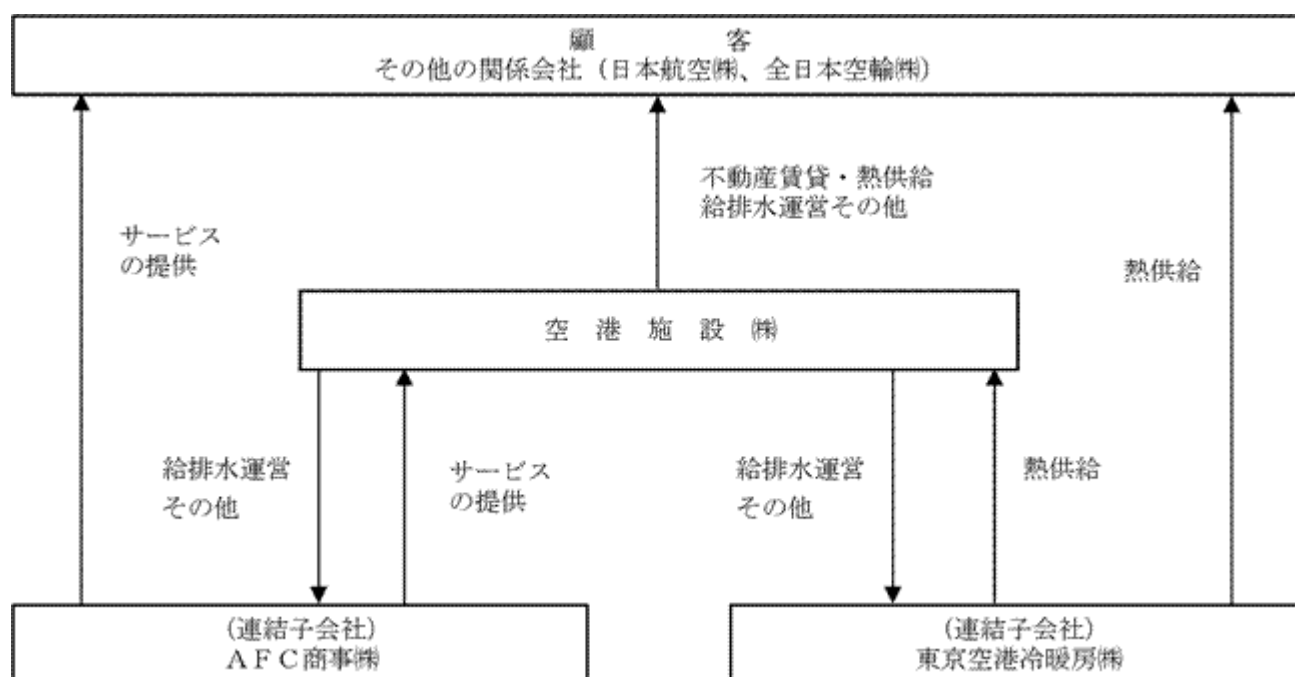 顧　客
その他の関係会社（日本航空㈱、全日本空輸㈱）
不動産賃貸・熱供給
給排水運営その他
サービス
の提供
熱供給
空　港　施　設　㈱
給排水運営
その他
サービス
の提供
給排水運営
その他
熱供給
（連結子会社）
ＡＦＣ商事㈱
（連結子会社）
東京空港冷暖房㈱